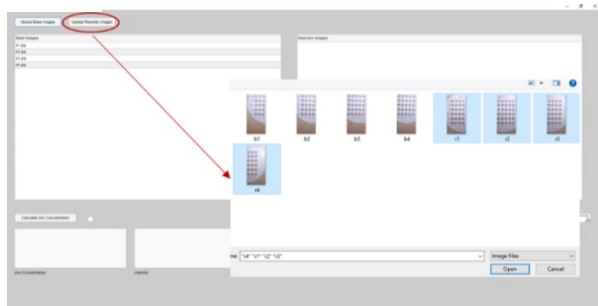 Upload Base Images Upload Reaction Images
Base Images
Reaction Images
b1.jpg
b2.jpg
b3.jpg
b4.jpg
b1 b2 b3 b4 r1 r2 r3
r4
Calculate Zinc Concentration
me: "r4" "r1" "r2" "r3"
Image Files
Open Cancel
Zinc Concentration
Intensity